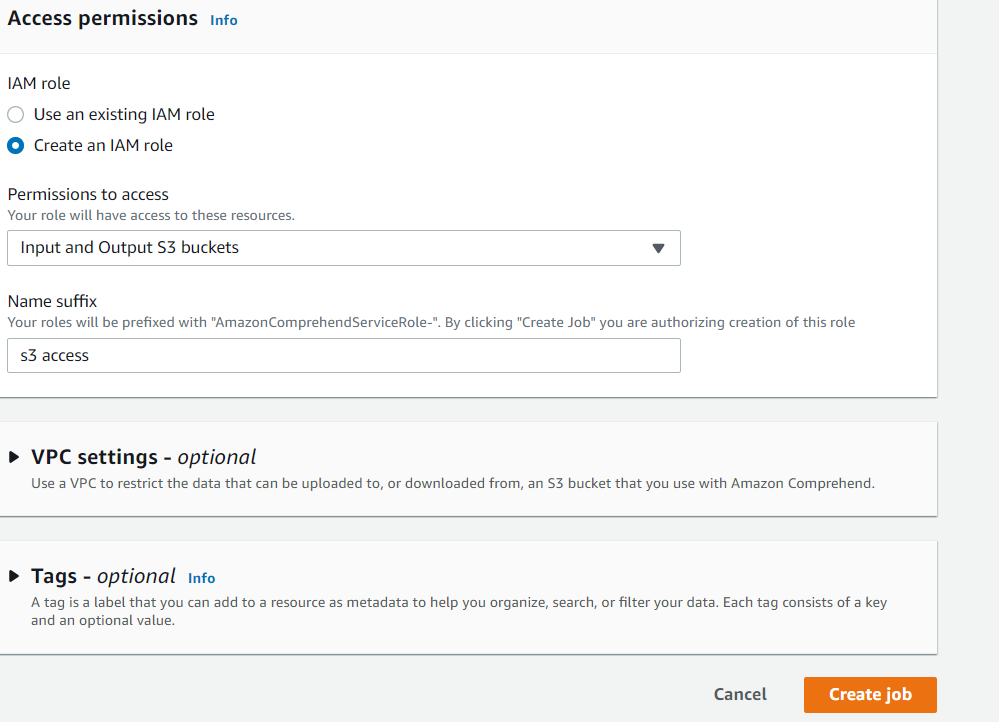 Access permissions Info
IAM role
Use an existing IAM role
Create an IAM role
Permissions to access
Your role will have access to these resources.
Input and Output S3 buckets
Name suffix
Your roles will be prefixed with "AmazonComprehendServiceRole-". By clicking "Create Job" you are authorizing creation of this role
s3 access
VPC settings - optional
Use a VPC to restrict the data that can be uploaded to, or downloaded from, an S3 bucket that you use with Amazon Comprehend.
Tags - optional Info
A tag is a label that you can add to a resource as metadata to help you organize, search, or filter your data. Each tag consists of a key
and an optional value.
Cancel Create job